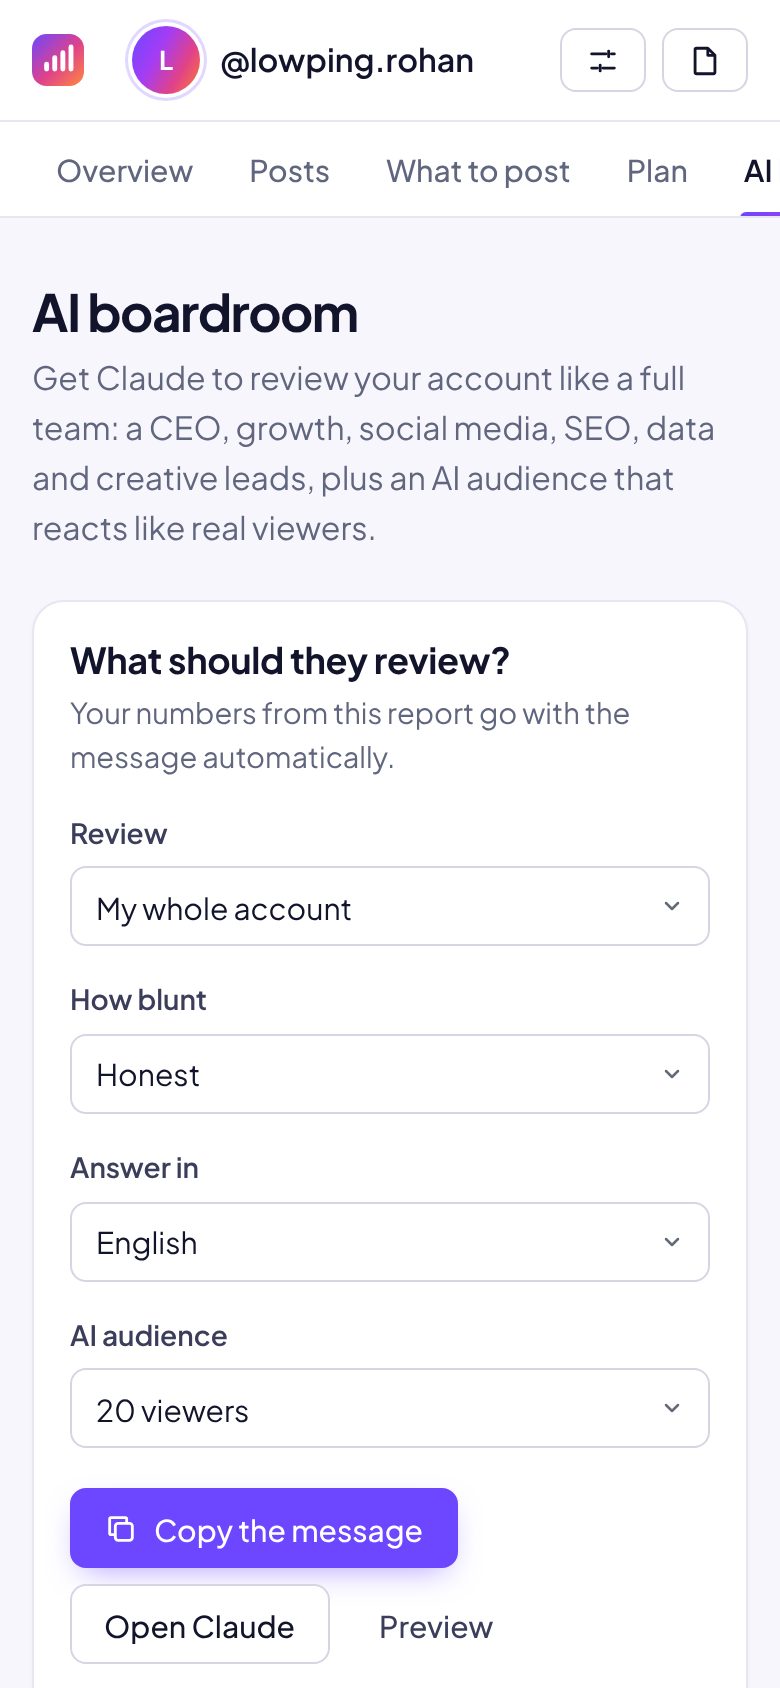 L @lowping.rohan
Overview Posts What to post Plan AI
AI boardroom
Get Claude to review your account like a full
team: a CEO, growth, social media, SEO, data
and creative leads, plus an AI audience that
reacts like real viewers.
What should they review?
Your numbers from this report go with the
message automatically.
Review
My whole account
How blunt
Honest
Answer in
English
AI audience
20 viewers
Copy the message
Open Claude Preview